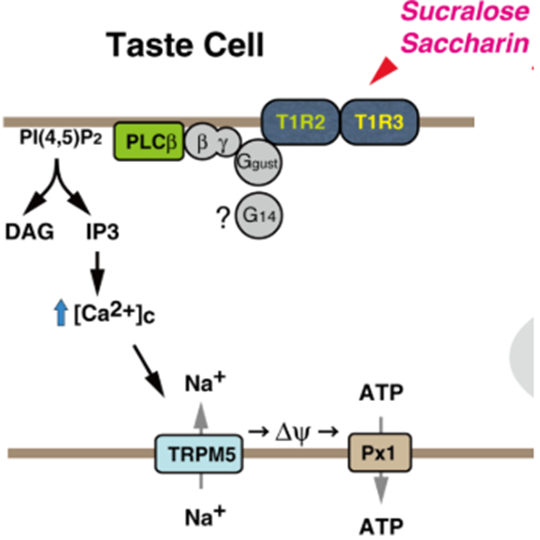 Sucralose
Saccharin
Taste Cell
T1R2 T1R3
PI(4,5)P2 PLCβ β γ
Ggust
? G14
DAG IP3
[Ca2+]c
Na+ ATP
→ Δψ →
TRPM5 Px1
Na+ ATP